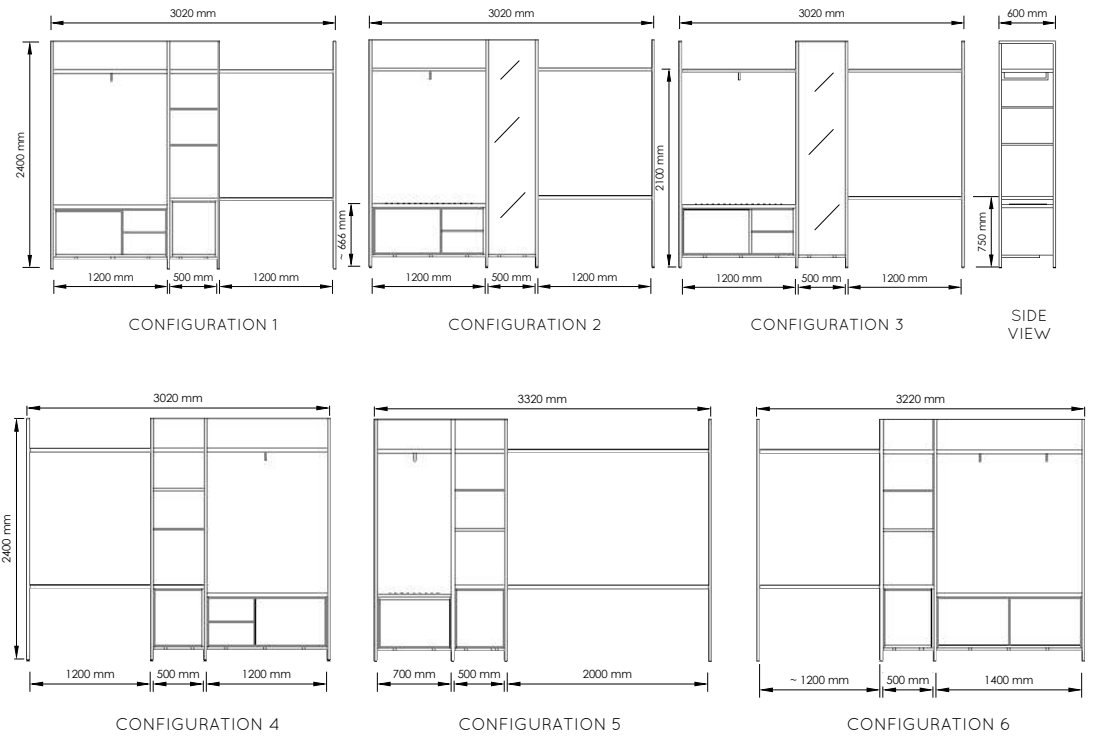 3020 mm
3020 mm
3020 mm
600 mm
2400 mm
~ 666 mm
2100 mm
750 mm
1200 mm
500 mm
1200 mm
1200 mm
500 mm
1200 mm
1200 mm
500 mm
1200 mm
CONFIGURATION 1
CONFIGURATION 2
CONFIGURATION 3
SIDE
VIEW
3020 mm
3320 mm
3220 mm
2400 mm
1200 mm
500 mm
1200 mm
700 mm
500 mm
2000 mm
~ 1200 mm
500 mm
1400 mm
CONFIGURATION 4
CONFIGURATION 5
CONFIGURATION 6